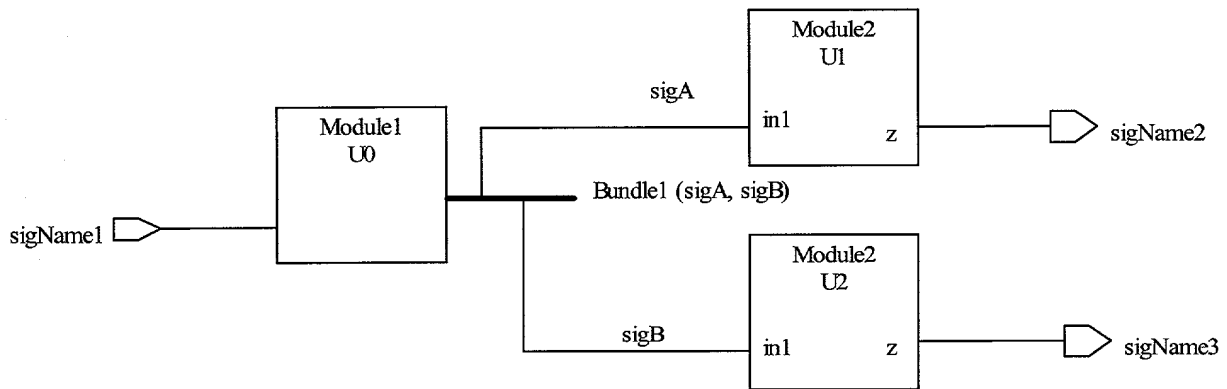 Module2
U1
sigA
in1
z
sigName2
Module1
U0
Bundle1 (sigA, sigB)
sigName1
Module2
U2
sigB
in1
z
sigName3